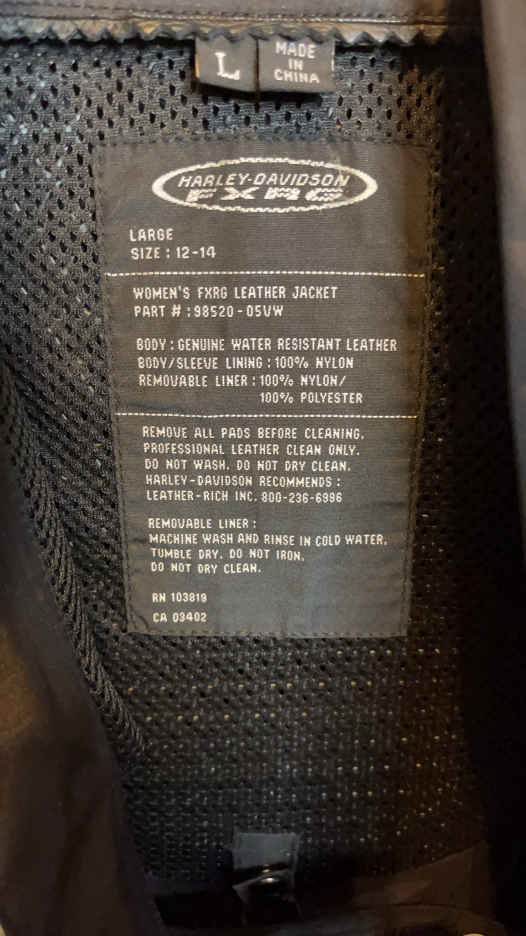 L
MADE
IN
CHINA
HARLEY-DAVIDSON
FXRG
LARGE
SIZE : 12-14
WOMEN'S FXRG LEATHER JACKET
PART # : 98520-05VW
BODY : GENUINE WATER RESISTANT LEATHER
BODY/SLEEVE LINING : 100% NYLON
REMOVABLE LINER : 100% NYLON/
100% POLYESTER
REMOVE ALL PADS BEFORE CLEANING.
PROFESSIONAL LEATHER CLEAN ONLY.
DO NOT WASH. DO NOT DRY CLEAN.
HARLEY-DAVIDSON RECOMMENDS :
LEATHER-RICH INC. 800-236-6996
REMOVABLE LINER :
MACHINE WASH AND RINSE IN COLD WATER.
TUMBLE DRY. DO NOT IRON.
DO NOT DRY CLEAN.
RN 103819
CA 03402